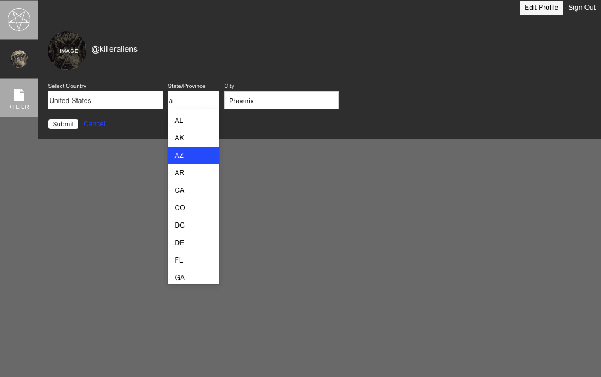 Edit Profile Sign Out
IMAGE @killeraliens
Select Country State/Province City
United States a Phoenix
Submit Cancel
AL
AK
AZ
AR
CA
CO
DC
DE
FL
GA